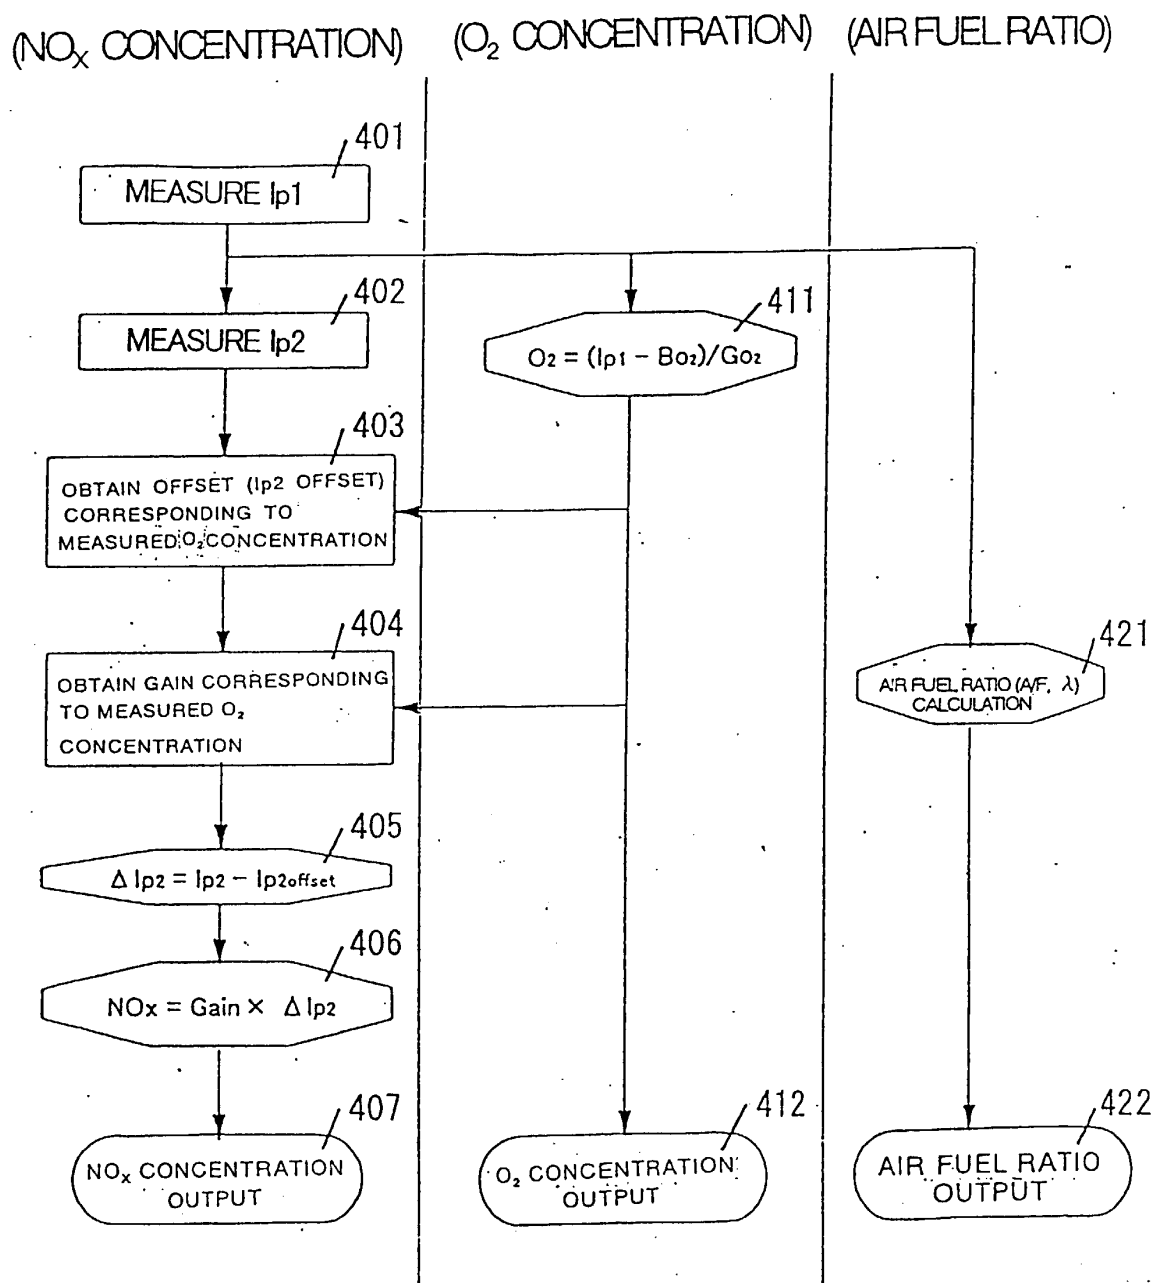 (NOx CONCENTRATION)
(O2 CONCENTRATION)
(AIR FUEL RATIO)
401
MEASURE Ip1
402
MEASURE Ip2
411
O2 = (Ip1 − BO2)/GO2
403
OBTAIN OFFSET (Ip2 OFFSET)
CORRESPONDING TO
MEASURED O2 CONCENTRATION
404
OBTAIN GAIN CORRESPONDING
TO MEASURED O2
CONCENTRATION
421
AIR FUEL RATIO (A/F, λ)
CALCULATION
405
Δ Ip2 = Ip2 − Ip2offset
406
NOx = Gain × Δ Ip2
407
NOx CONCENTRATION
OUTPUT
412
O2 CONCENTRATION
OUTPUT
422
AIR FUEL RATIO
OUTPUT